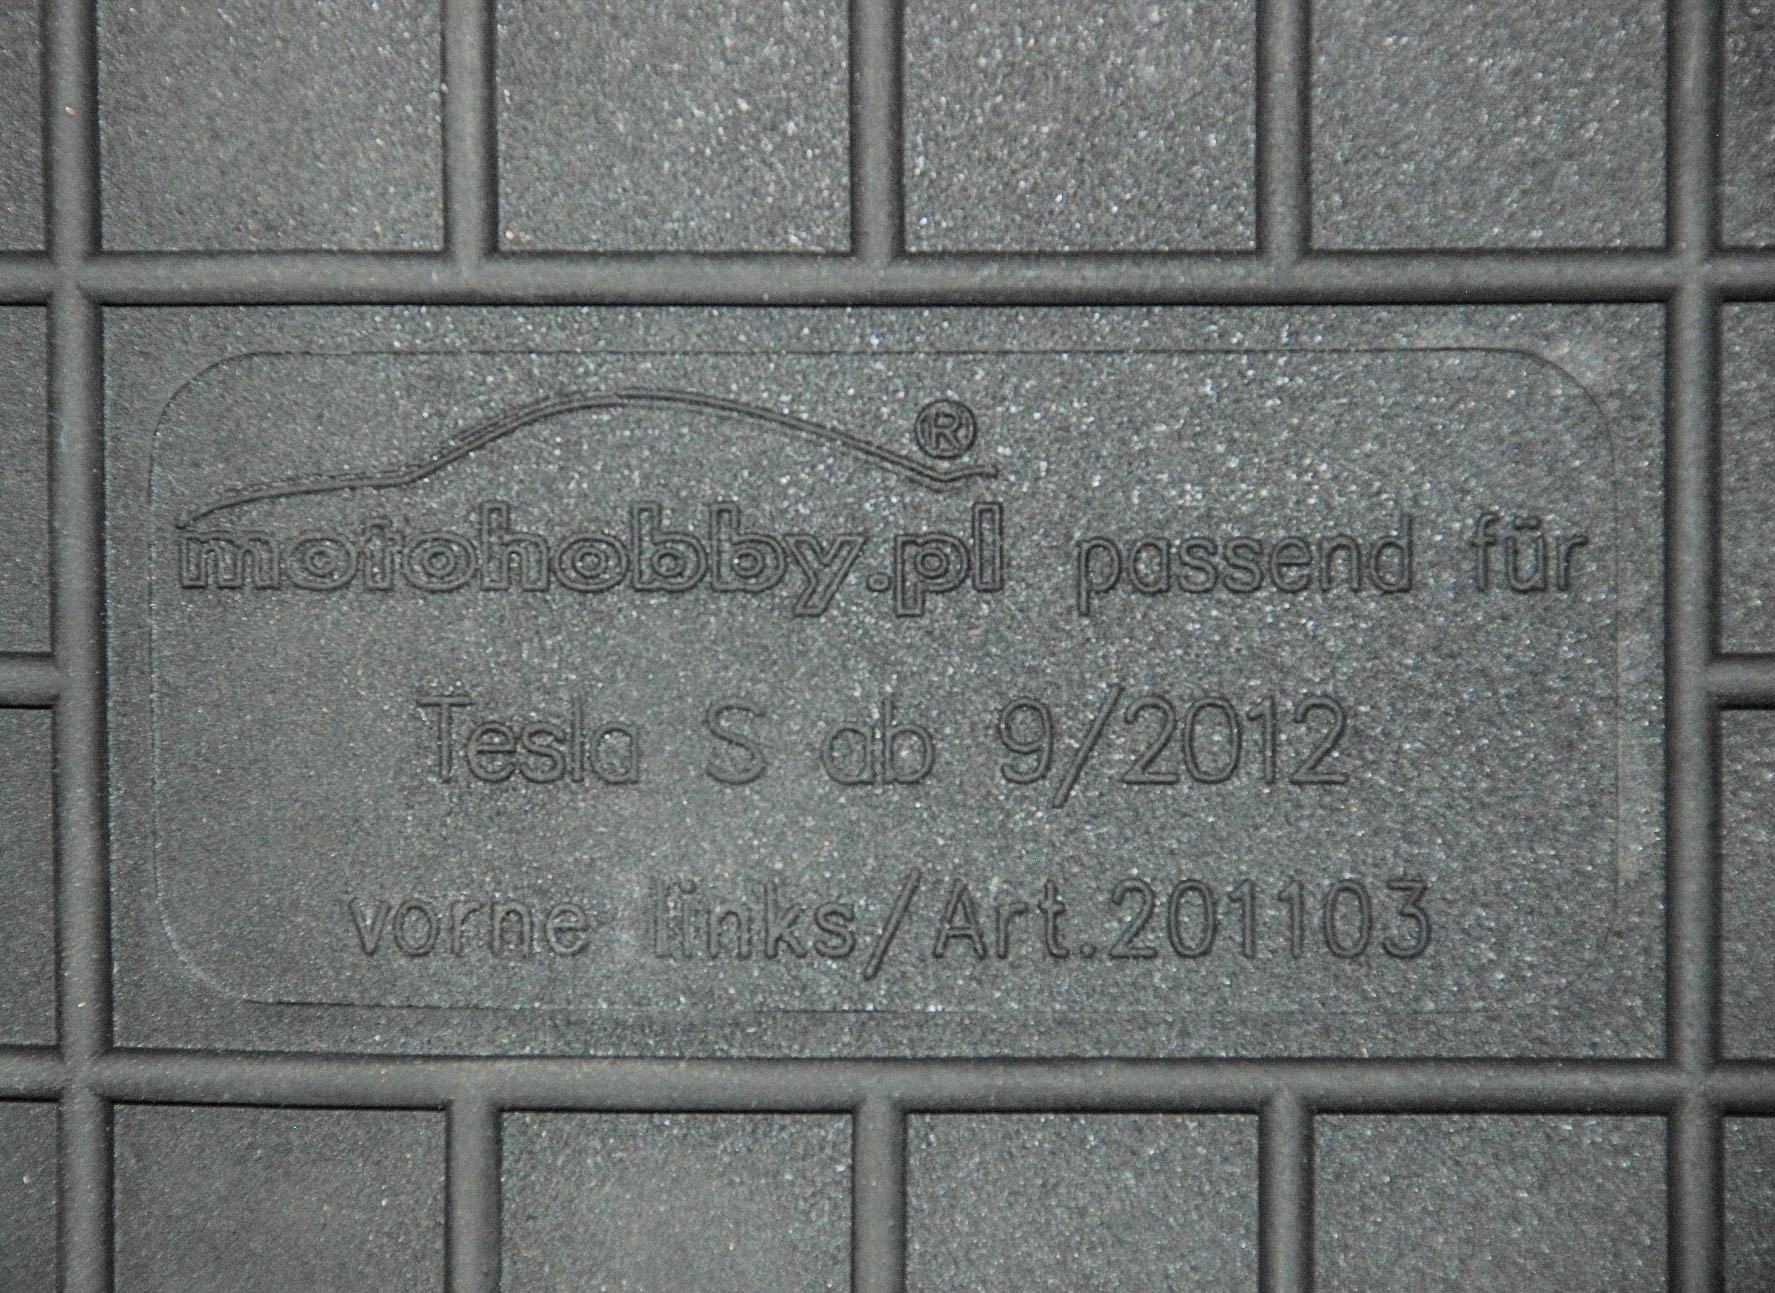 motohobby.pl® passend für
Tesla S ab 9/2012
vorne links/Art.201103